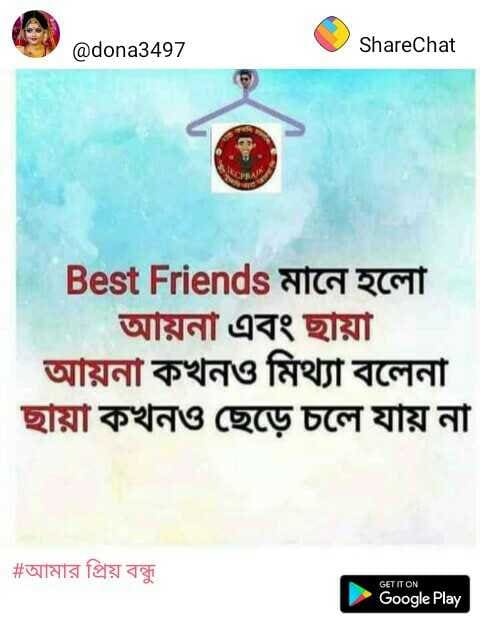 @dona3497
ShareChat
Best Friends মানে হলো
আয়না এবং ছায়া
আয়না কখনও মিথ্যা বলেনা
ছায়া কখনও ছেড়ে চলে যায় না
#আমার প্রিয় বন্ধু
GET IT ON
Google Play